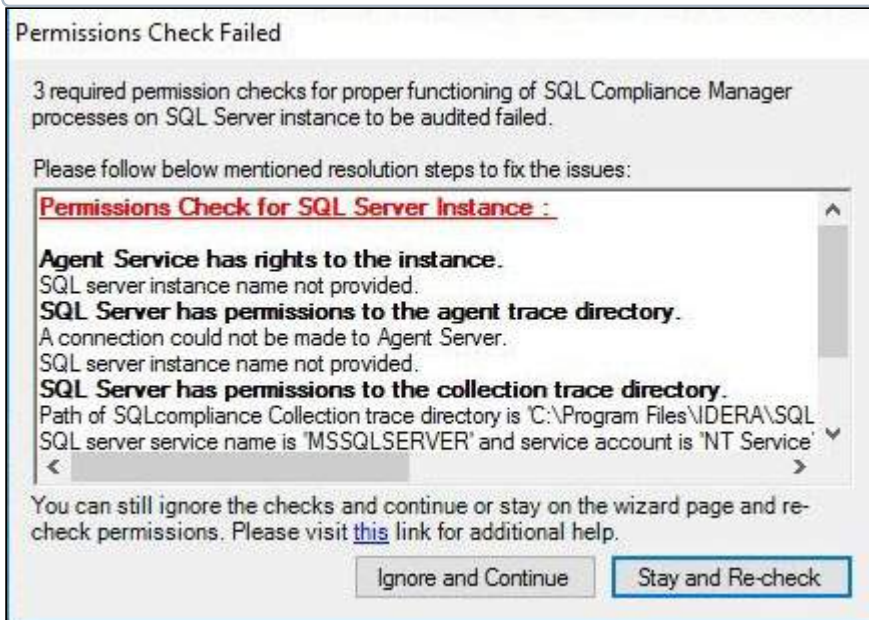 Permissions Check Failed
3 required permission checks for proper functioning of SQL Compliance Manager
processes on SQL Server instance to be audited failed.
Please follow below mentioned resolution steps to fix the issues:
Permissions Check for SQL Server Instance :
Agent Service has rights to the instance.
SQL server instance name not provided.
SQL Server has permissions to the agent trace directory.
A connection could not be made to Agent Server.
SQL server instance name not provided.
SQL Server has permissions to the collection trace directory.
Path of SQLcompliance Collection trace directory is 'C:\Program Files\IDERA\SQL
SQL server service name is 'MSSQLSERVER' and service account is 'NT Service'
You can still ignore the checks and continue or stay on the wizard page and re-
check permissions. Please visit this link for additional help.
Ignore and Continue
Stay and Re-check